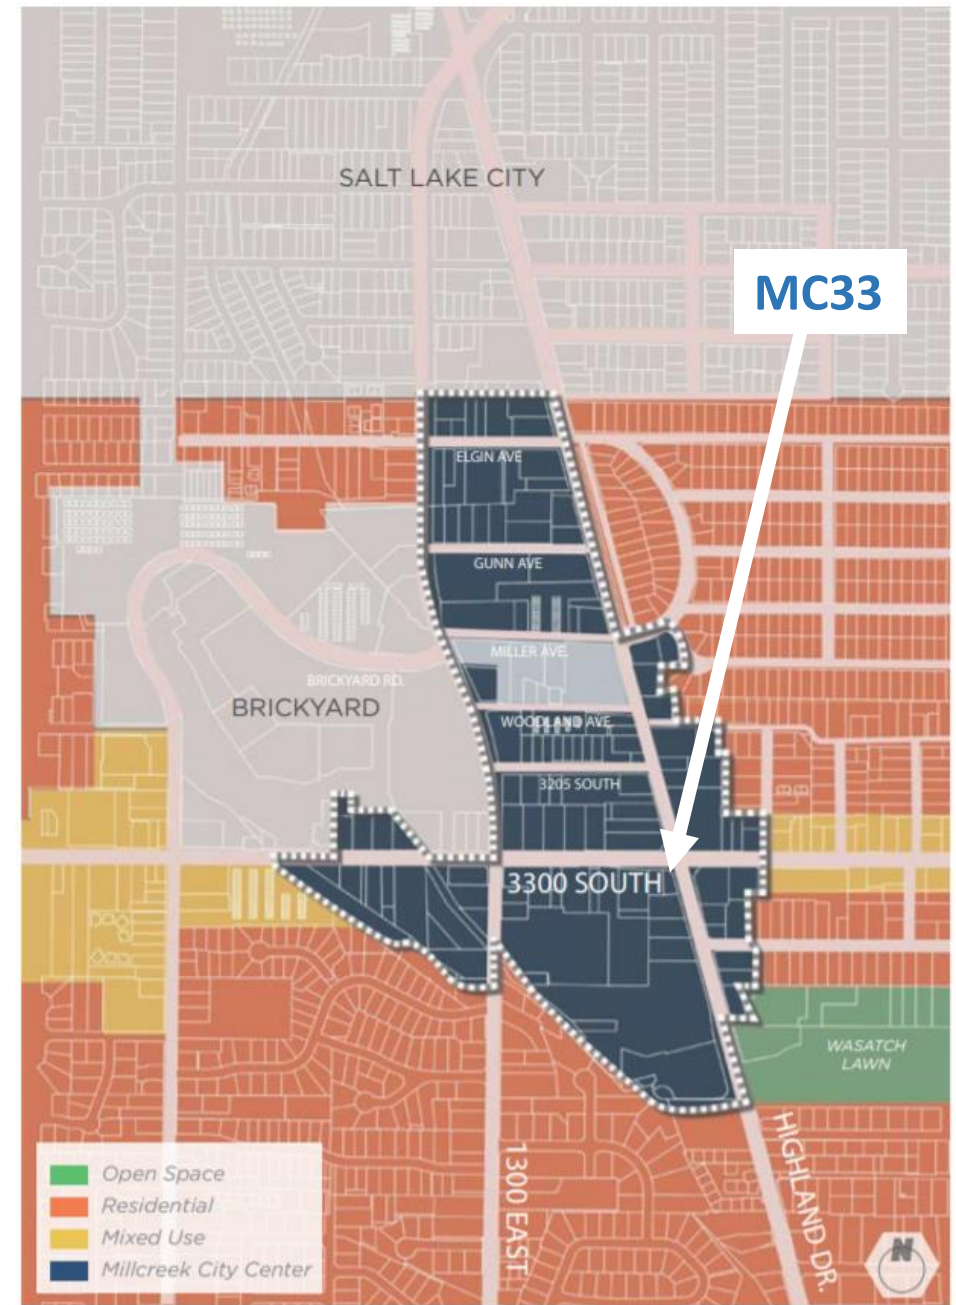 SALT LAKE CITY
MC33
ELGIN AVE
GUNN AVE
MILLER AVE.
BRICKYARD RD.
BRICKYARD
WOODLAND AVE.
3205 SOUTH
3300 SOUTH
WASATCH
LAWN
1300 EAST
HIGHLAND DR.
Open Space
Residential
Mixed Use
Millcreek City Center
N